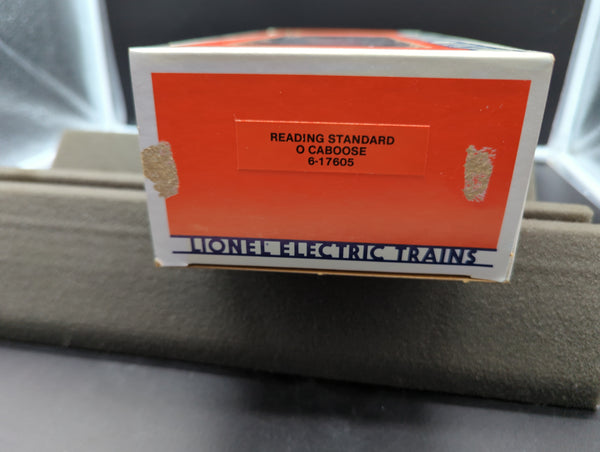 READING STANDARD
O CABOOSE
6-17605
LIONEL ELECTRIC TRAINS